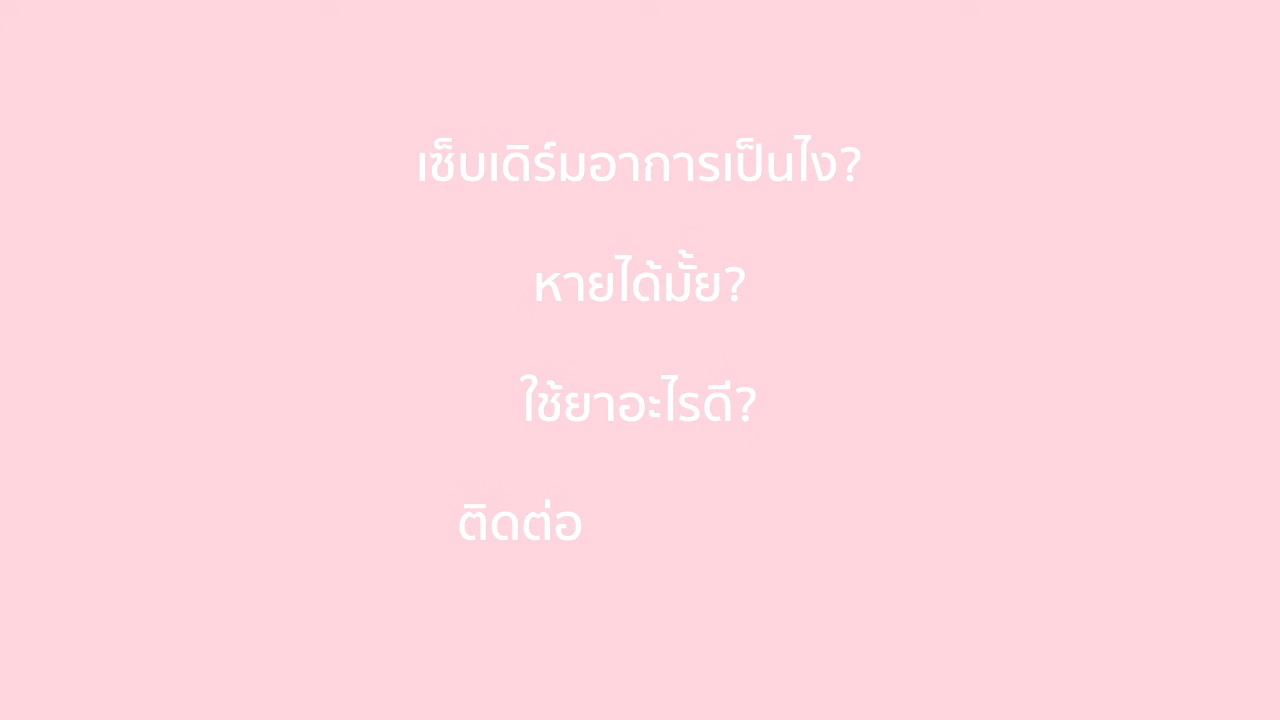 เซ็บเดิร์มอาการเป็นไง?
หายได้มั้ย?
ใช้ยาอะไรดี?
ติดต่อ